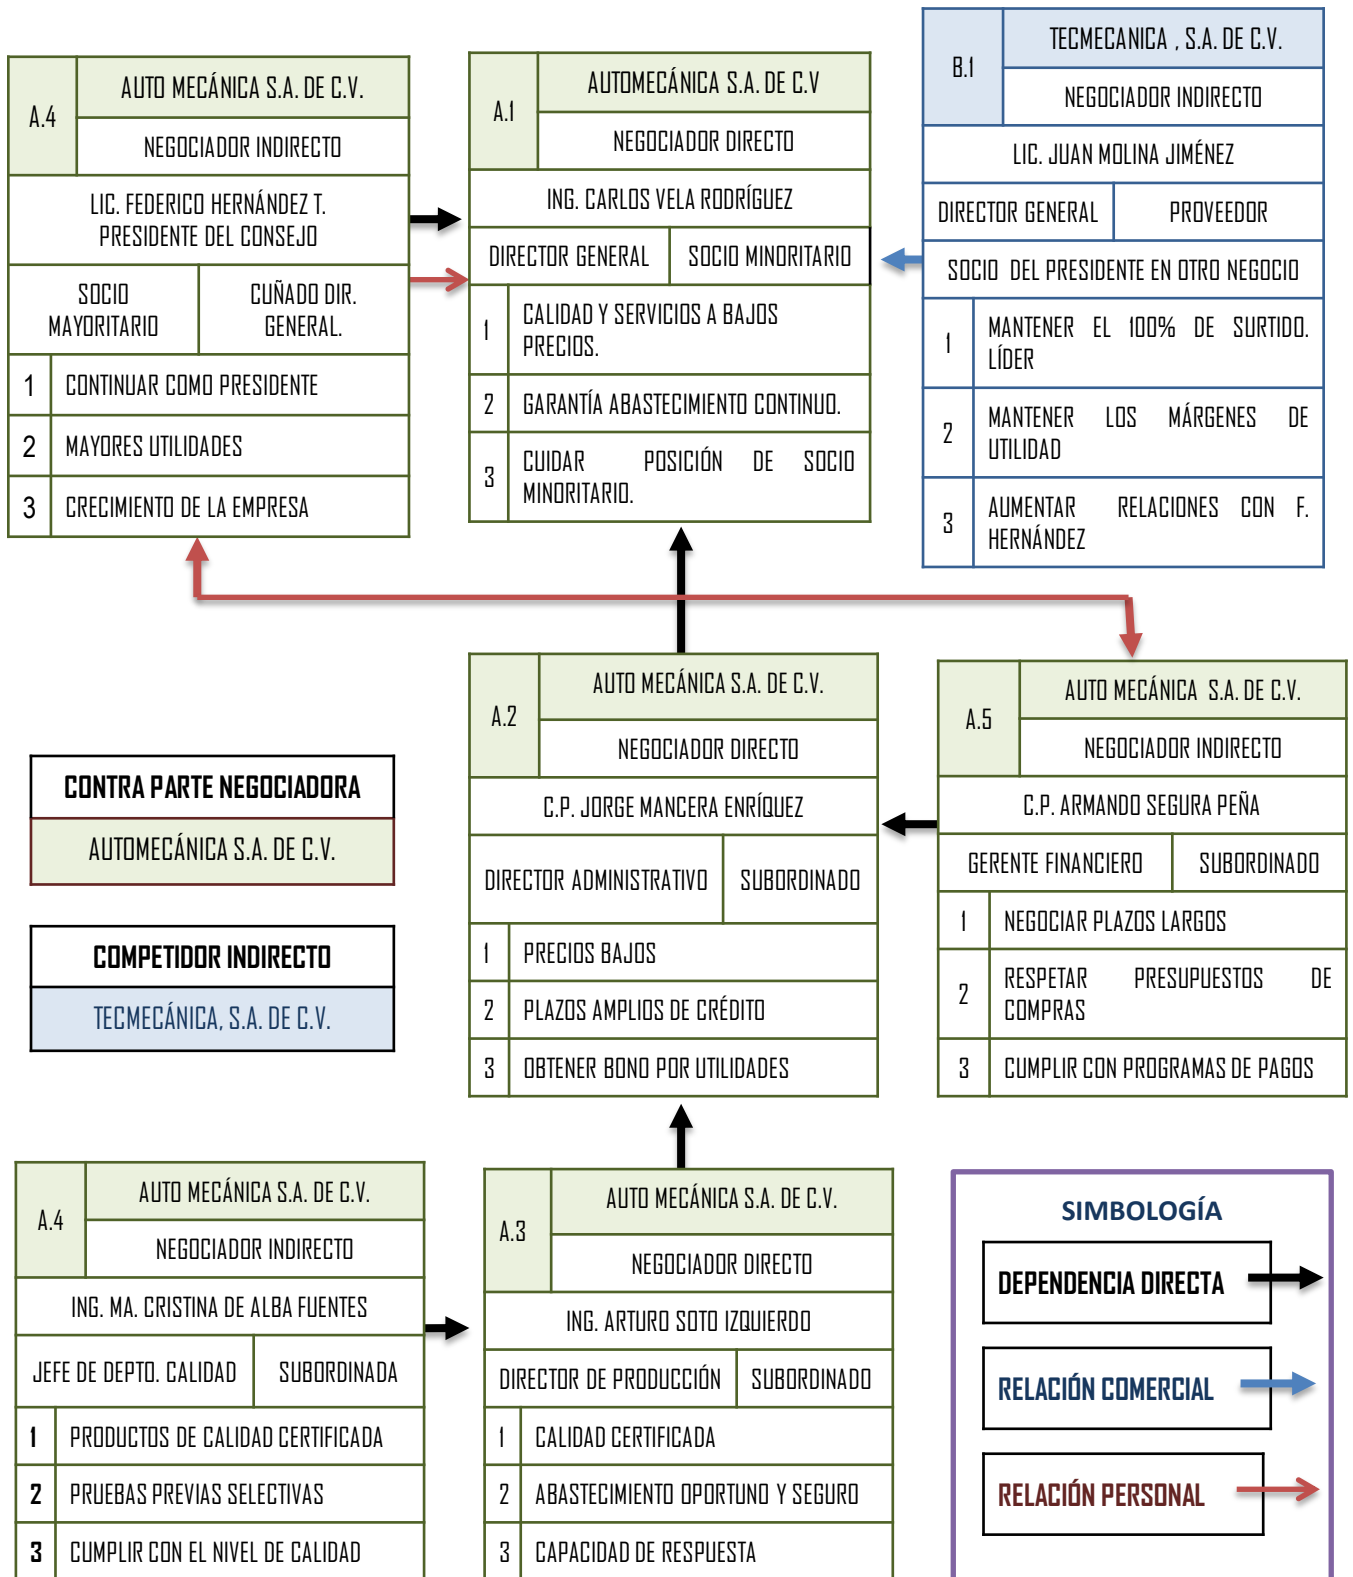 A.4
AUTO MECÁNICA S.A. DE C.V.
NEGOCIADOR INDIRECTO
LIC. FEDERICO HERNÁNDEZ T.
PRESIDENTE DEL CONSEJO
SOCIO
MAYORITARIO
CUÑADO DIR.
GENERAL.
1 CONTINUAR COMO PRESIDENTE
2 MAYORES UTILIDADES
3 CRECIMIENTO DE LA EMPRESA
A.1
AUTOMECÁNICA S.A. DE C.V
NEGOCIADOR DIRECTO
ING. CARLOS VELA RODRÍGUEZ
DIRECTOR GENERAL
SOCIO MINORITARIO
1 CALIDAD Y SERVICIOS A BAJOS
PRECIOS.
2 GARANTÍA ABASTECIMIENTO CONTINUO.
3 CUIDAR POSICIÓN DE SOCIO
MINORITARIO.
B.1
TECMECANICA , S.A. DE C.V.
NEGOCIADOR INDIRECTO
LIC. JUAN MOLINA JIMÉNEZ
DIRECTOR GENERAL
PROVEEDOR
SOCIO DEL PRESIDENTE EN OTRO NEGOCIO
1 MANTENER EL 100% DE SURTIDO.
LÍDER
2 MANTENER LOS MÁRGENES DE
UTILIDAD
3 AUMENTAR RELACIONES CON F.
HERNÁNDEZ
CONTRA PARTE NEGOCIADORA
AUTOMECÁNICA S.A. DE C.V.
COMPETIDOR INDIRECTO
TECMECÁNICA, S.A. DE C.V.
A.2
AUTO MECÁNICA S.A. DE C.V.
NEGOCIADOR DIRECTO
C.P. JORGE MANCERA ENRÍQUEZ
DIRECTOR ADMINISTRATIVO
SUBORDINADO
1 PRECIOS BAJOS
2 PLAZOS AMPLIOS DE CRÉDITO
3 OBTENER BONO POR UTILIDADES
A.5
AUTO MECÁNICA S.A. DE C.V.
NEGOCIADOR INDIRECTO
C.P. ARMANDO SEGURA PEÑA
GERENTE FINANCIERO
SUBORDINADO
1 NEGOCIAR PLAZOS LARGOS
2 RESPETAR PRESUPUESTOS DE
COMPRAS
3 CUMPLIR CON PROGRAMAS DE PAGOS
A.4
AUTO MECÁNICA S.A. DE C.V.
NEGOCIADOR INDIRECTO
ING. MA. CRISTINA DE ALBA FUENTES
JEFE DE DEPTO. CALIDAD
SUBORDINADA
1 PRODUCTOS DE CALIDAD CERTIFICADA
2 PRUEBAS PREVIAS SELECTIVAS
3 CUMPLIR CON EL NIVEL DE CALIDAD
A.3
AUTO MECÁNICA S.A. DE C.V.
NEGOCIADOR DIRECTO
ING. ARTURO SOTO IZQUIERDO
DIRECTOR DE PRODUCCIÓN
SUBORDINADO
1 CALIDAD CERTIFICADA
2 ABASTECIMIENTO OPORTUNO Y SEGURO
3 CAPACIDAD DE RESPUESTA
SIMBOLOGÍA
DEPENDENCIA DIRECTA
RELACIÓN COMERCIAL
RELACIÓN PERSONAL